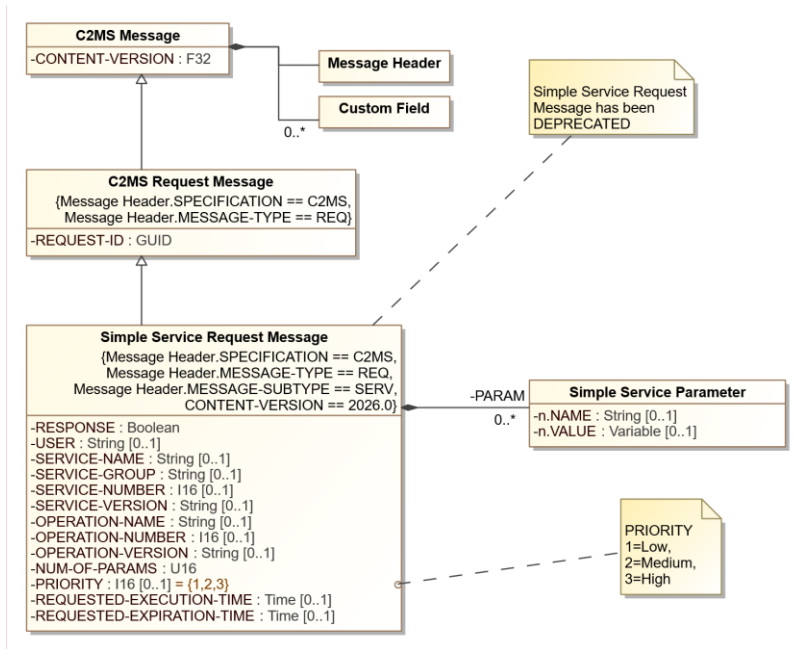 C2MS Message
-CONTENT-VERSION : F32
Message Header
Custom Field
0..*
Simple Service Request
Message has been
DEPRECATED
C2MS Request Message
{Message Header.SPECIFICATION == C2MS,
Message Header.MESSAGE-TYPE == REQ}
-REQUEST-ID : GUID
Simple Service Request Message
{Message Header.SPECIFICATION == C2MS,
Message Header.MESSAGE-TYPE == REQ,
Message Header.MESSAGE-SUBTYPE == SERV,
CONTENT-VERSION == 2026.0}
-RESPONSE : Boolean
-USER : String [0..1]
-SERVICE-NAME : String [0..1]
-SERVICE-GROUP : String [0..1]
-SERVICE-NUMBER : I16 [0..1]
-SERVICE-VERSION : String [0..1]
-OPERATION-NAME : String [0..1]
-OPERATION-NUMBER : I16 [0..1]
-OPERATION-VERSION : String [0..1]
-NUM-OF-PARAMS : U16
-PRIORITY : I16 [0..1] = {1,2,3}
-REQUESTED-EXECUTION-TIME : Time [0..1]
-REQUESTED-EXPIRATION-TIME : Time [0..1]
-PARAM
0..*
Simple Service Parameter
-n.NAME : String [0..1]
-n.VALUE : Variable [0..1]
PRIORITY
1=Low,
2=Medium,
3=High